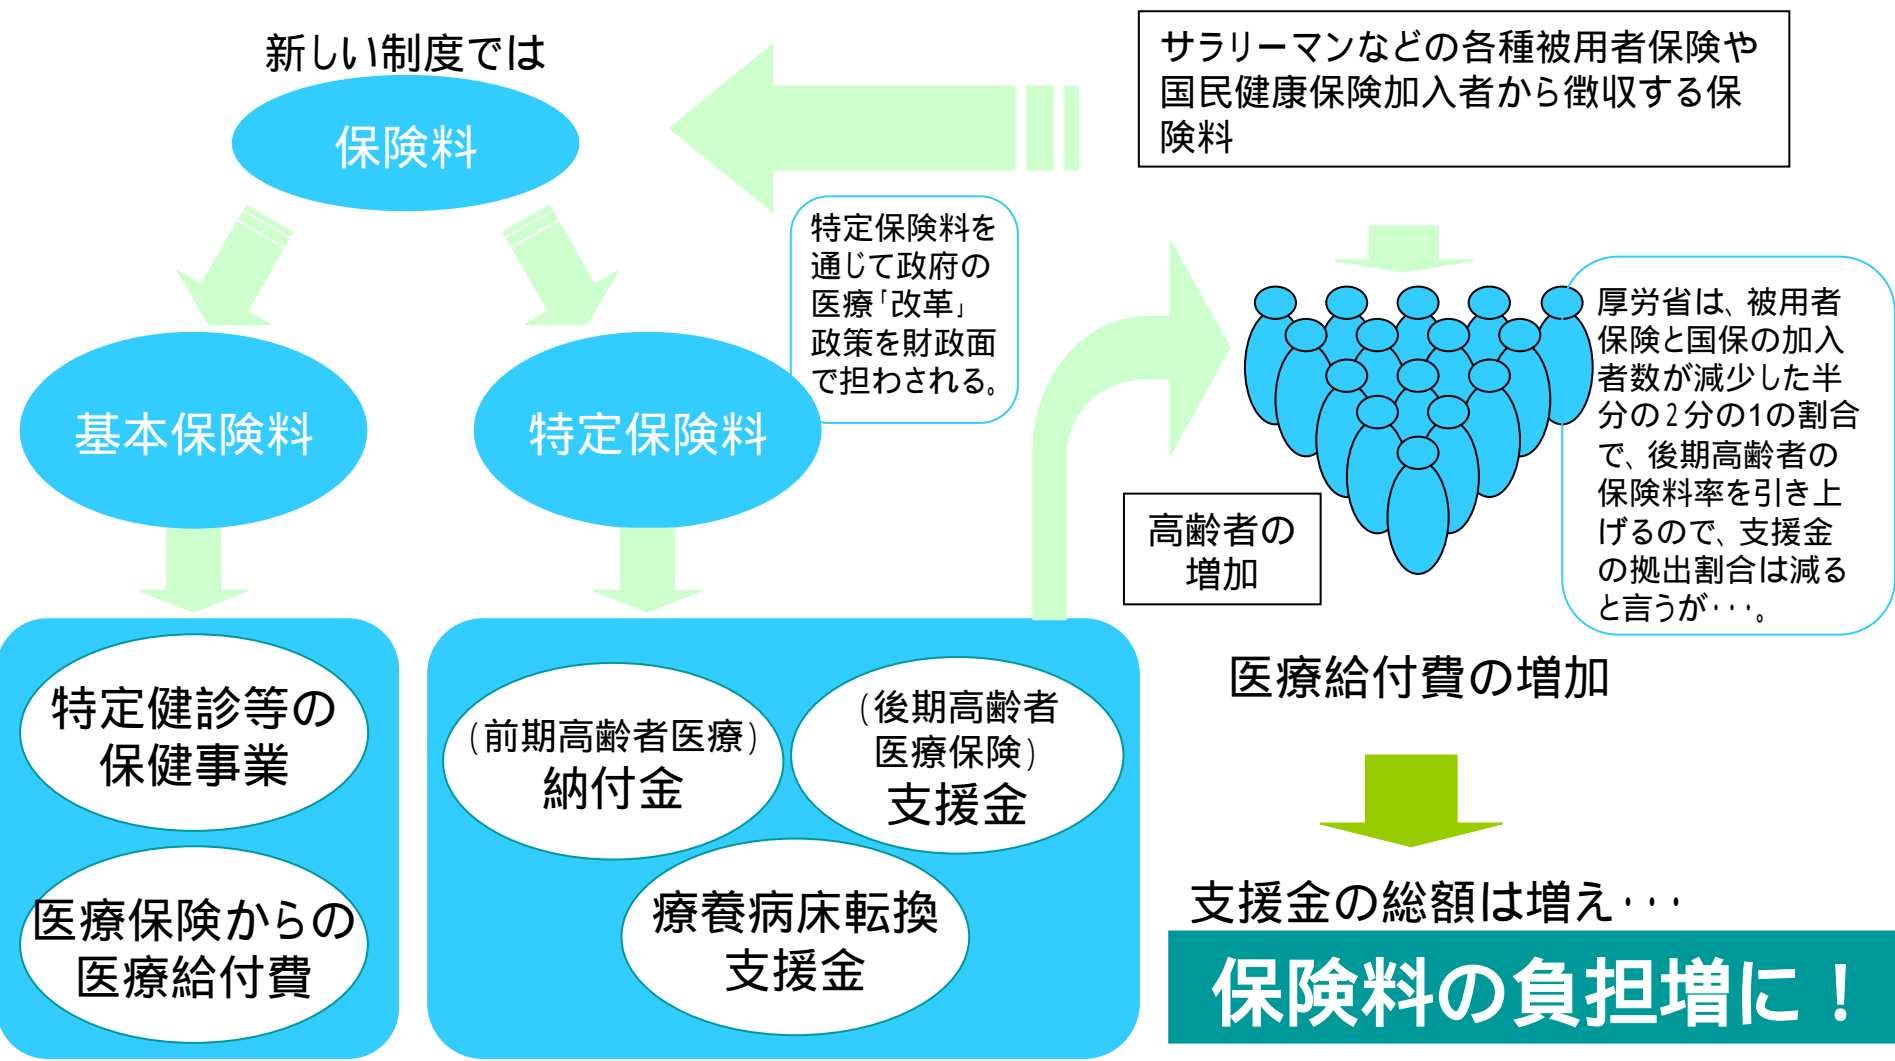 新しい制度では
保険料
サラリーマンなどの各種被用者保険や
国民健康保険加入者から徴収する保
険料
特定保険料を
通じて政府の
医療「改革」
政策を財政面
で担わされる。
基本保険料
特定保険料
高齢者の
増加
厚労省は、被用者
保険と国保の加入
者数が減少した半
分の2分の1の割合
で、後期高齢者の
保険料率を引き上
げるので、支援金
の拠出割合は減る
と言うが・・・。
特定健診等の
保健事業
医療保険からの
医療給付費
(前期高齢者医療)
納付金
(後期高齢者
医療保険)
支援金
療養病床転換
支援金
医療給付費の増加
支援金の総額は増え・・・
保険料の負担増に！